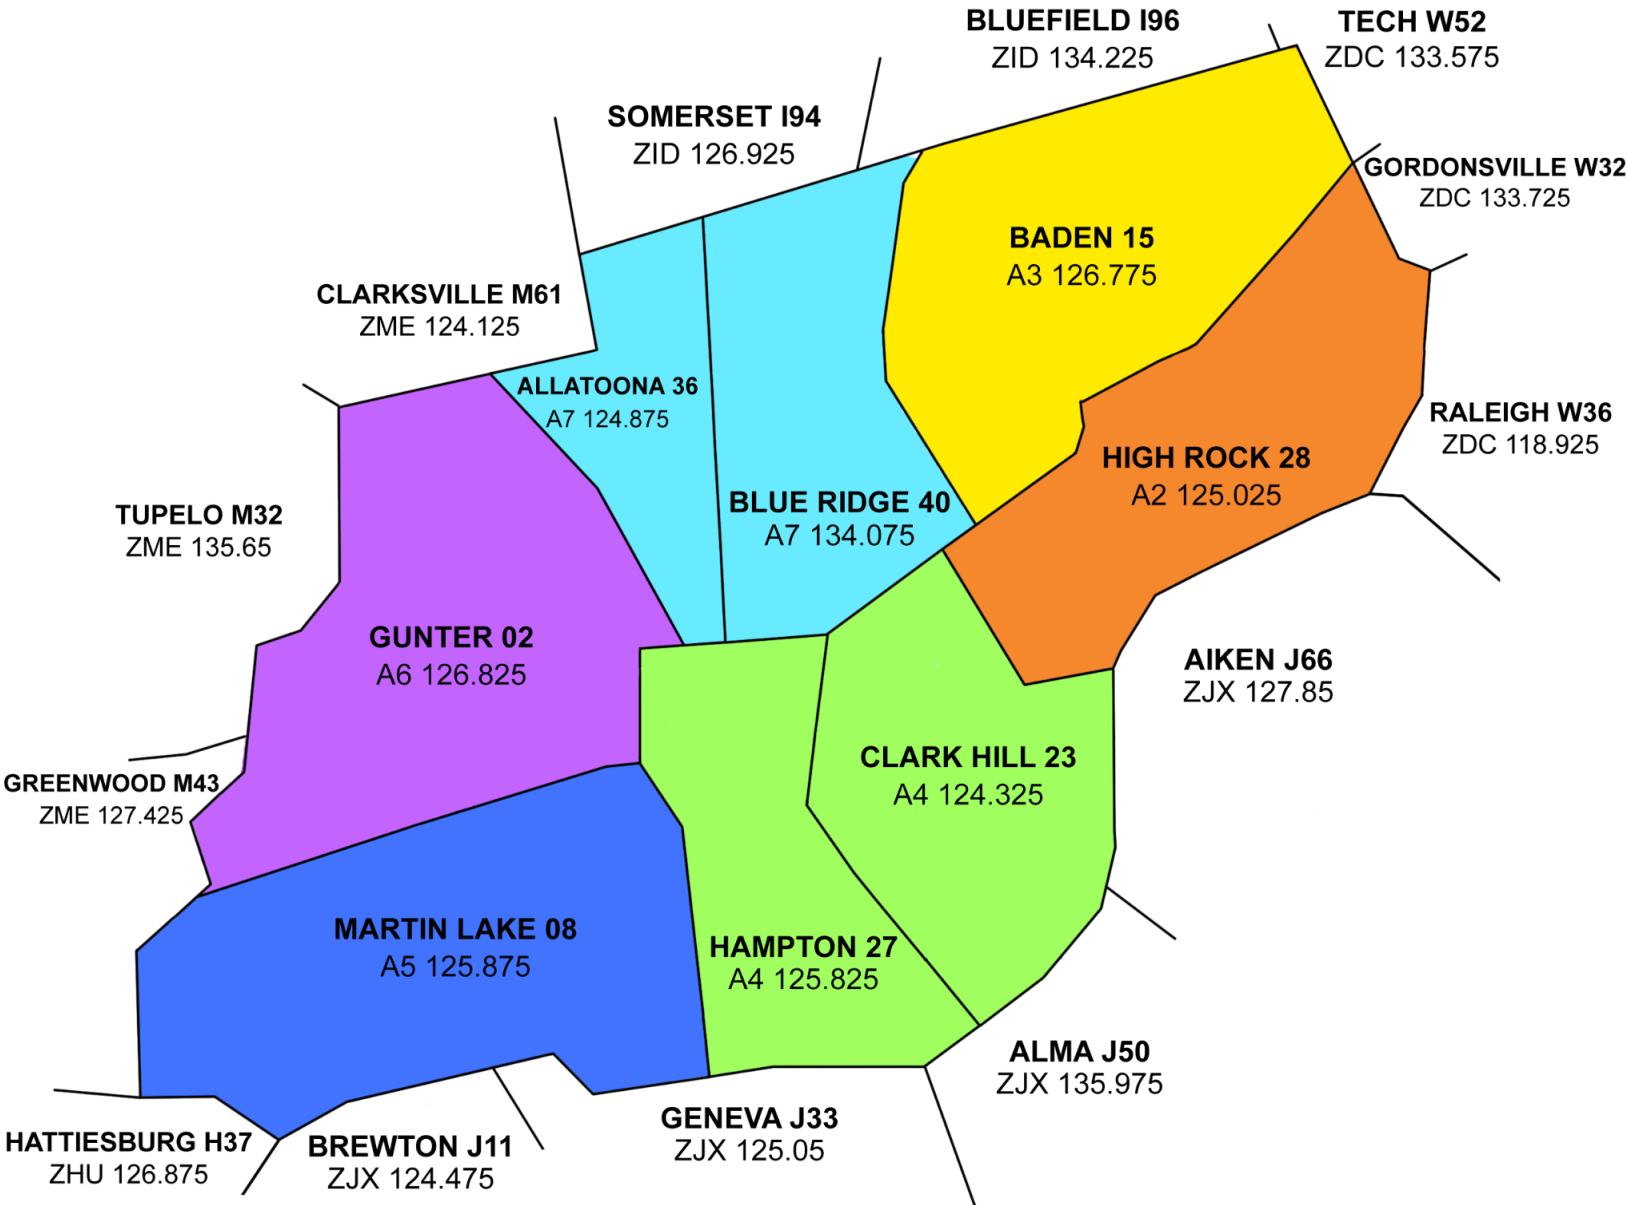 BLUEFIELD I96
ZID 134.225
TECH W52
ZDC 133.575
SOMERSET I94
ZID 126.925
GORDONSVILLE W32
ZDC 133.725
BADEN 15
A3 126.775
CLARKSVILLE M61
ZME 124.125
ALLATOONA 36
A7 124.875
RALEIGH W36
ZDC 118.925
HIGH ROCK 28
A2 125.025
BLUE RIDGE 40
A7 134.075
TUPELO M32
ZME 135.65
GUNTER 02
A6 126.825
AIKEN J66
ZJX 127.85
CLARK HILL 23
A4 124.325
GREENWOOD M43
ZME 127.425
MARTIN LAKE 08
A5 125.875
HAMPTON 27
A4 125.825
ALMA J50
ZJX 135.975
GENEVA J33
ZJX 125.05
HATTIESBURG H37
ZHU 126.875
BREWTON J11
ZJX 124.475